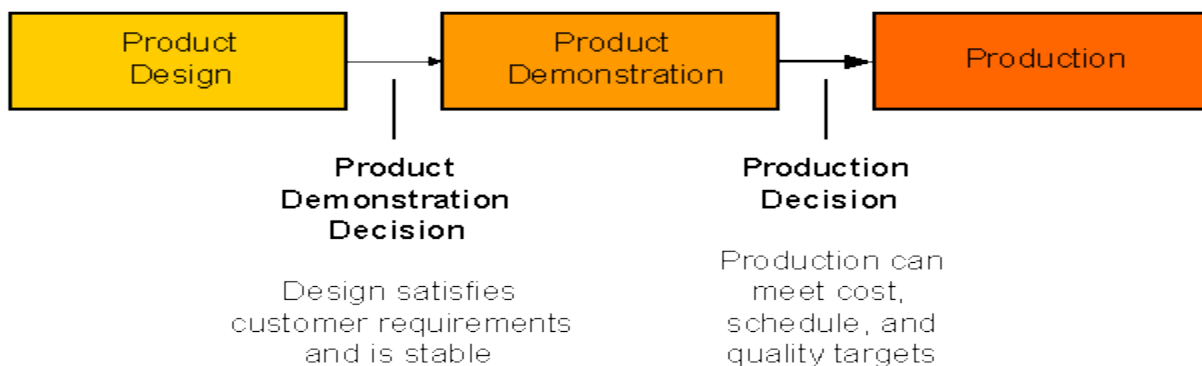 Product
Design
Product
Demonstration
Production
Product
Demonstration
Decision
Design satisfies
customer requirements
and is stable
Production
Decision
Production can
meet cost,
schedule, and
quality targets